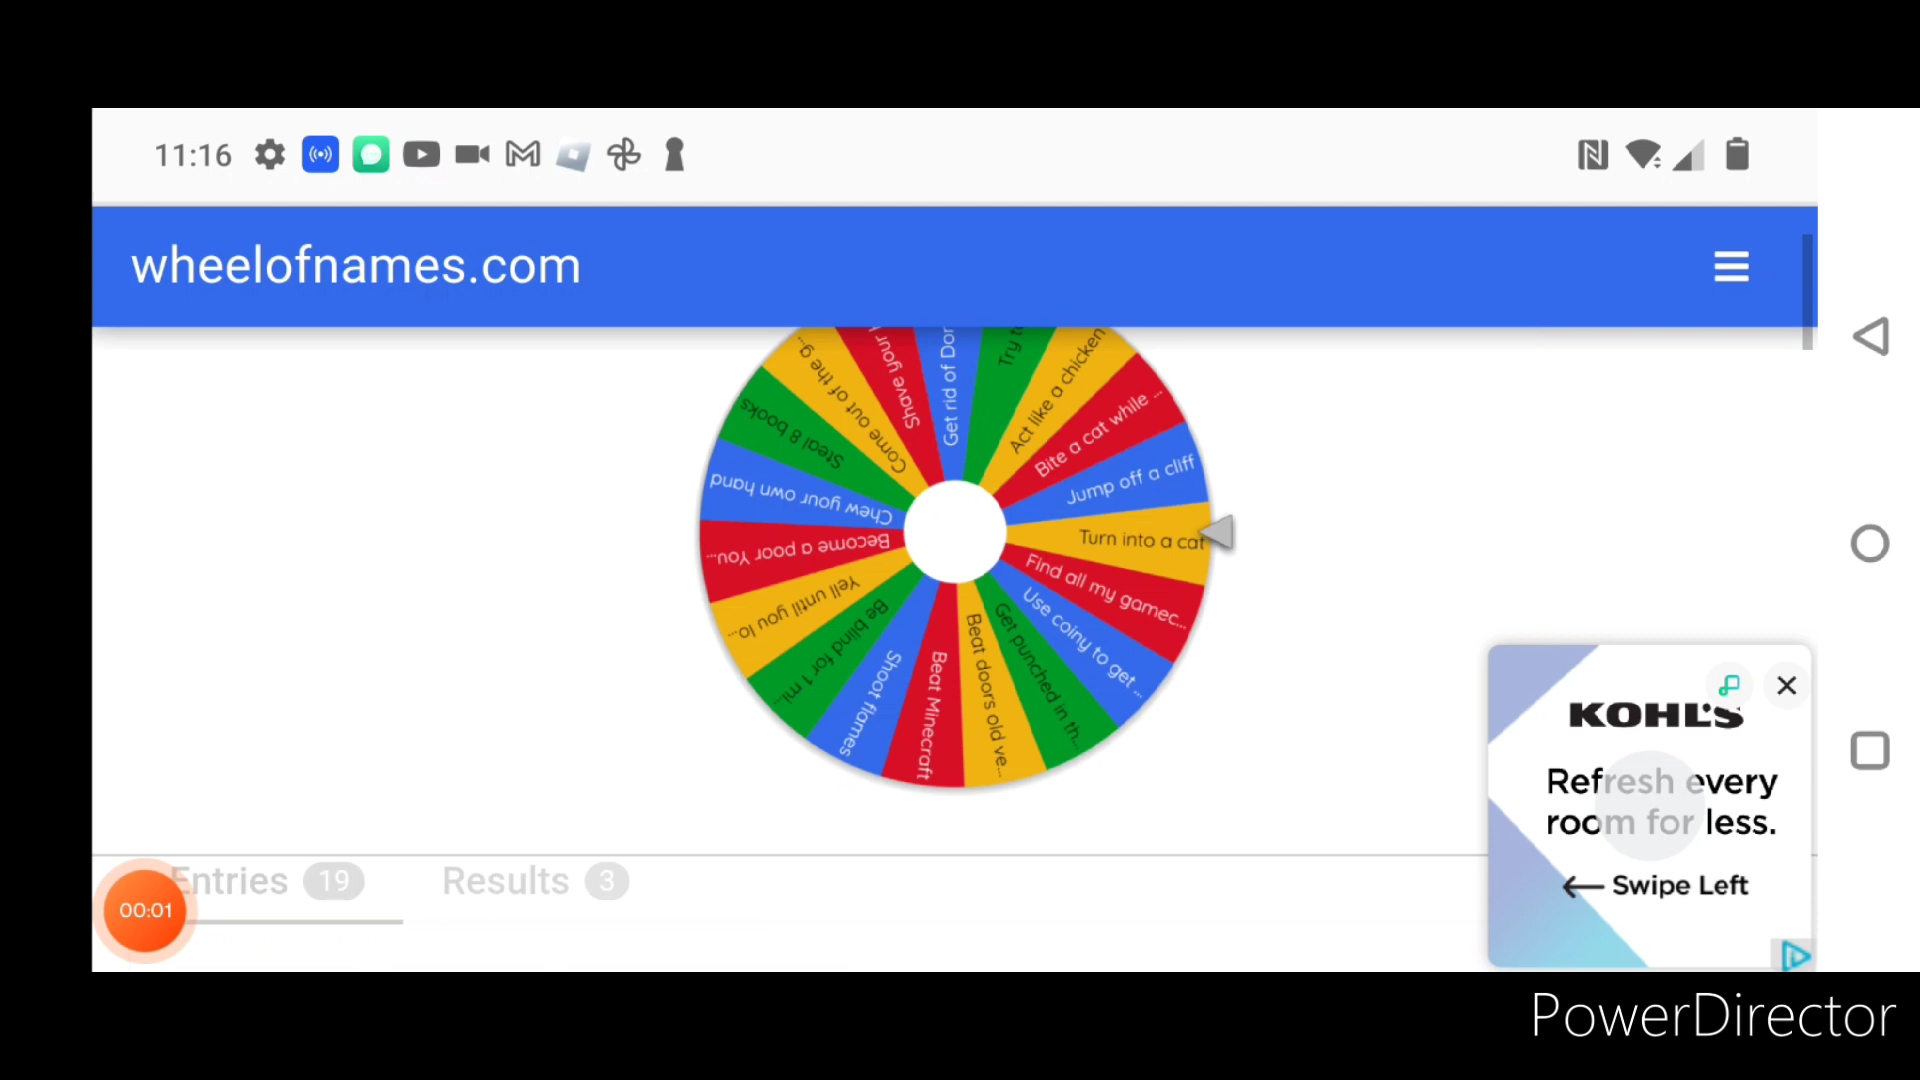 11:16
wheelofnames.com
Shave your
Get rid of Dor
Try t
Act like a chicken
Bite a cat while ...
Jump off a cliff
Turn into a cat
Find all my gamec...
Use coiny to get ...
Get punched in th...
Beat doors old ve...
Beat Minecraft
Shoot flames
Be blind for 1 mi...
Yell until you lo...
Become a poor You...
Chew your own hand
Steal 8 books
Come out of the g...
KOHL'S
Refresh every
room for less.
← Swipe Left
Entries 19
Results 3
00:01
PowerDirector